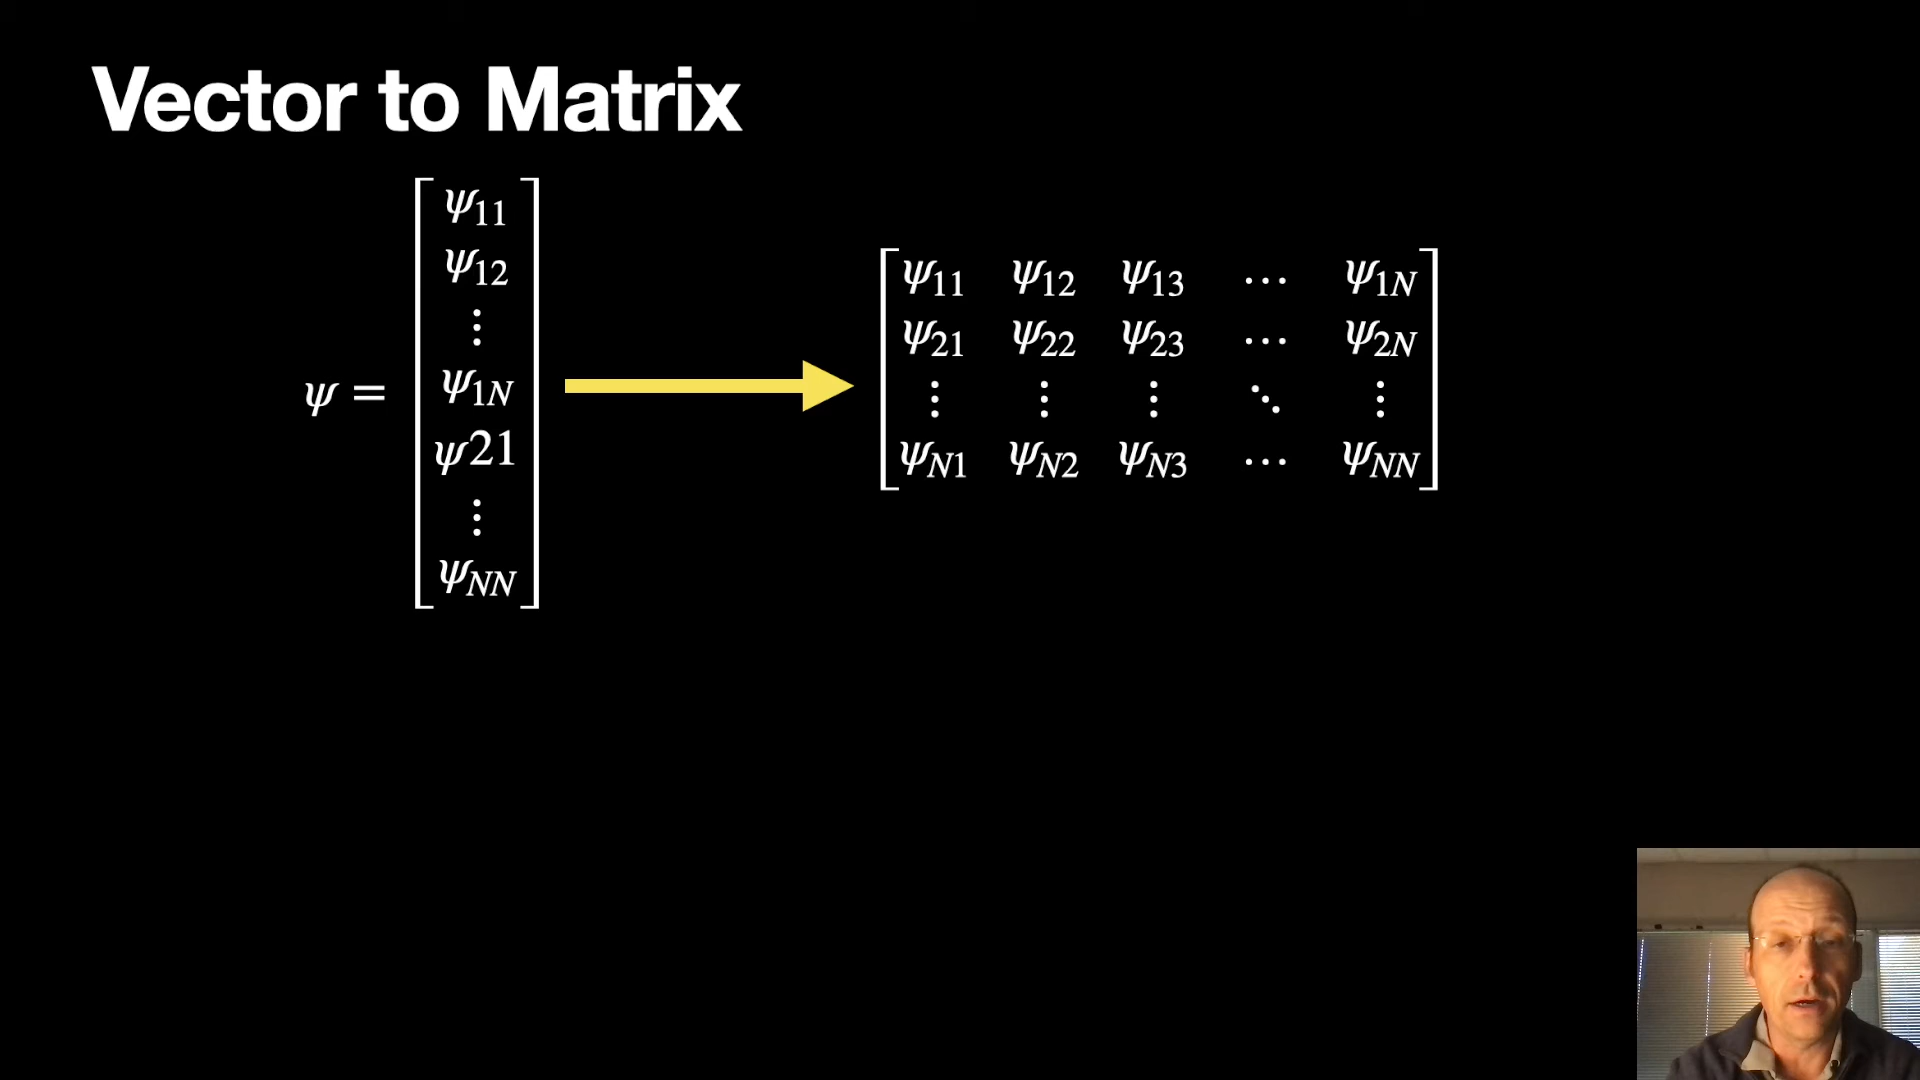 Vector to Matrix
ψ =
ψ₁₁
ψ₁₂
⋮
ψ₁N
ψ21
⋮
ψNN
ψ₁₁ ψ₁₂ ψ₁₃ ⋯ ψ₁N
ψ₂₁ ψ₂₂ ψ₂₃ ⋯ ψ₂N
⋮ ⋮ ⋮ ⋱ ⋮
ψN₁ ψN₂ ψN₃ ⋯ ψNN